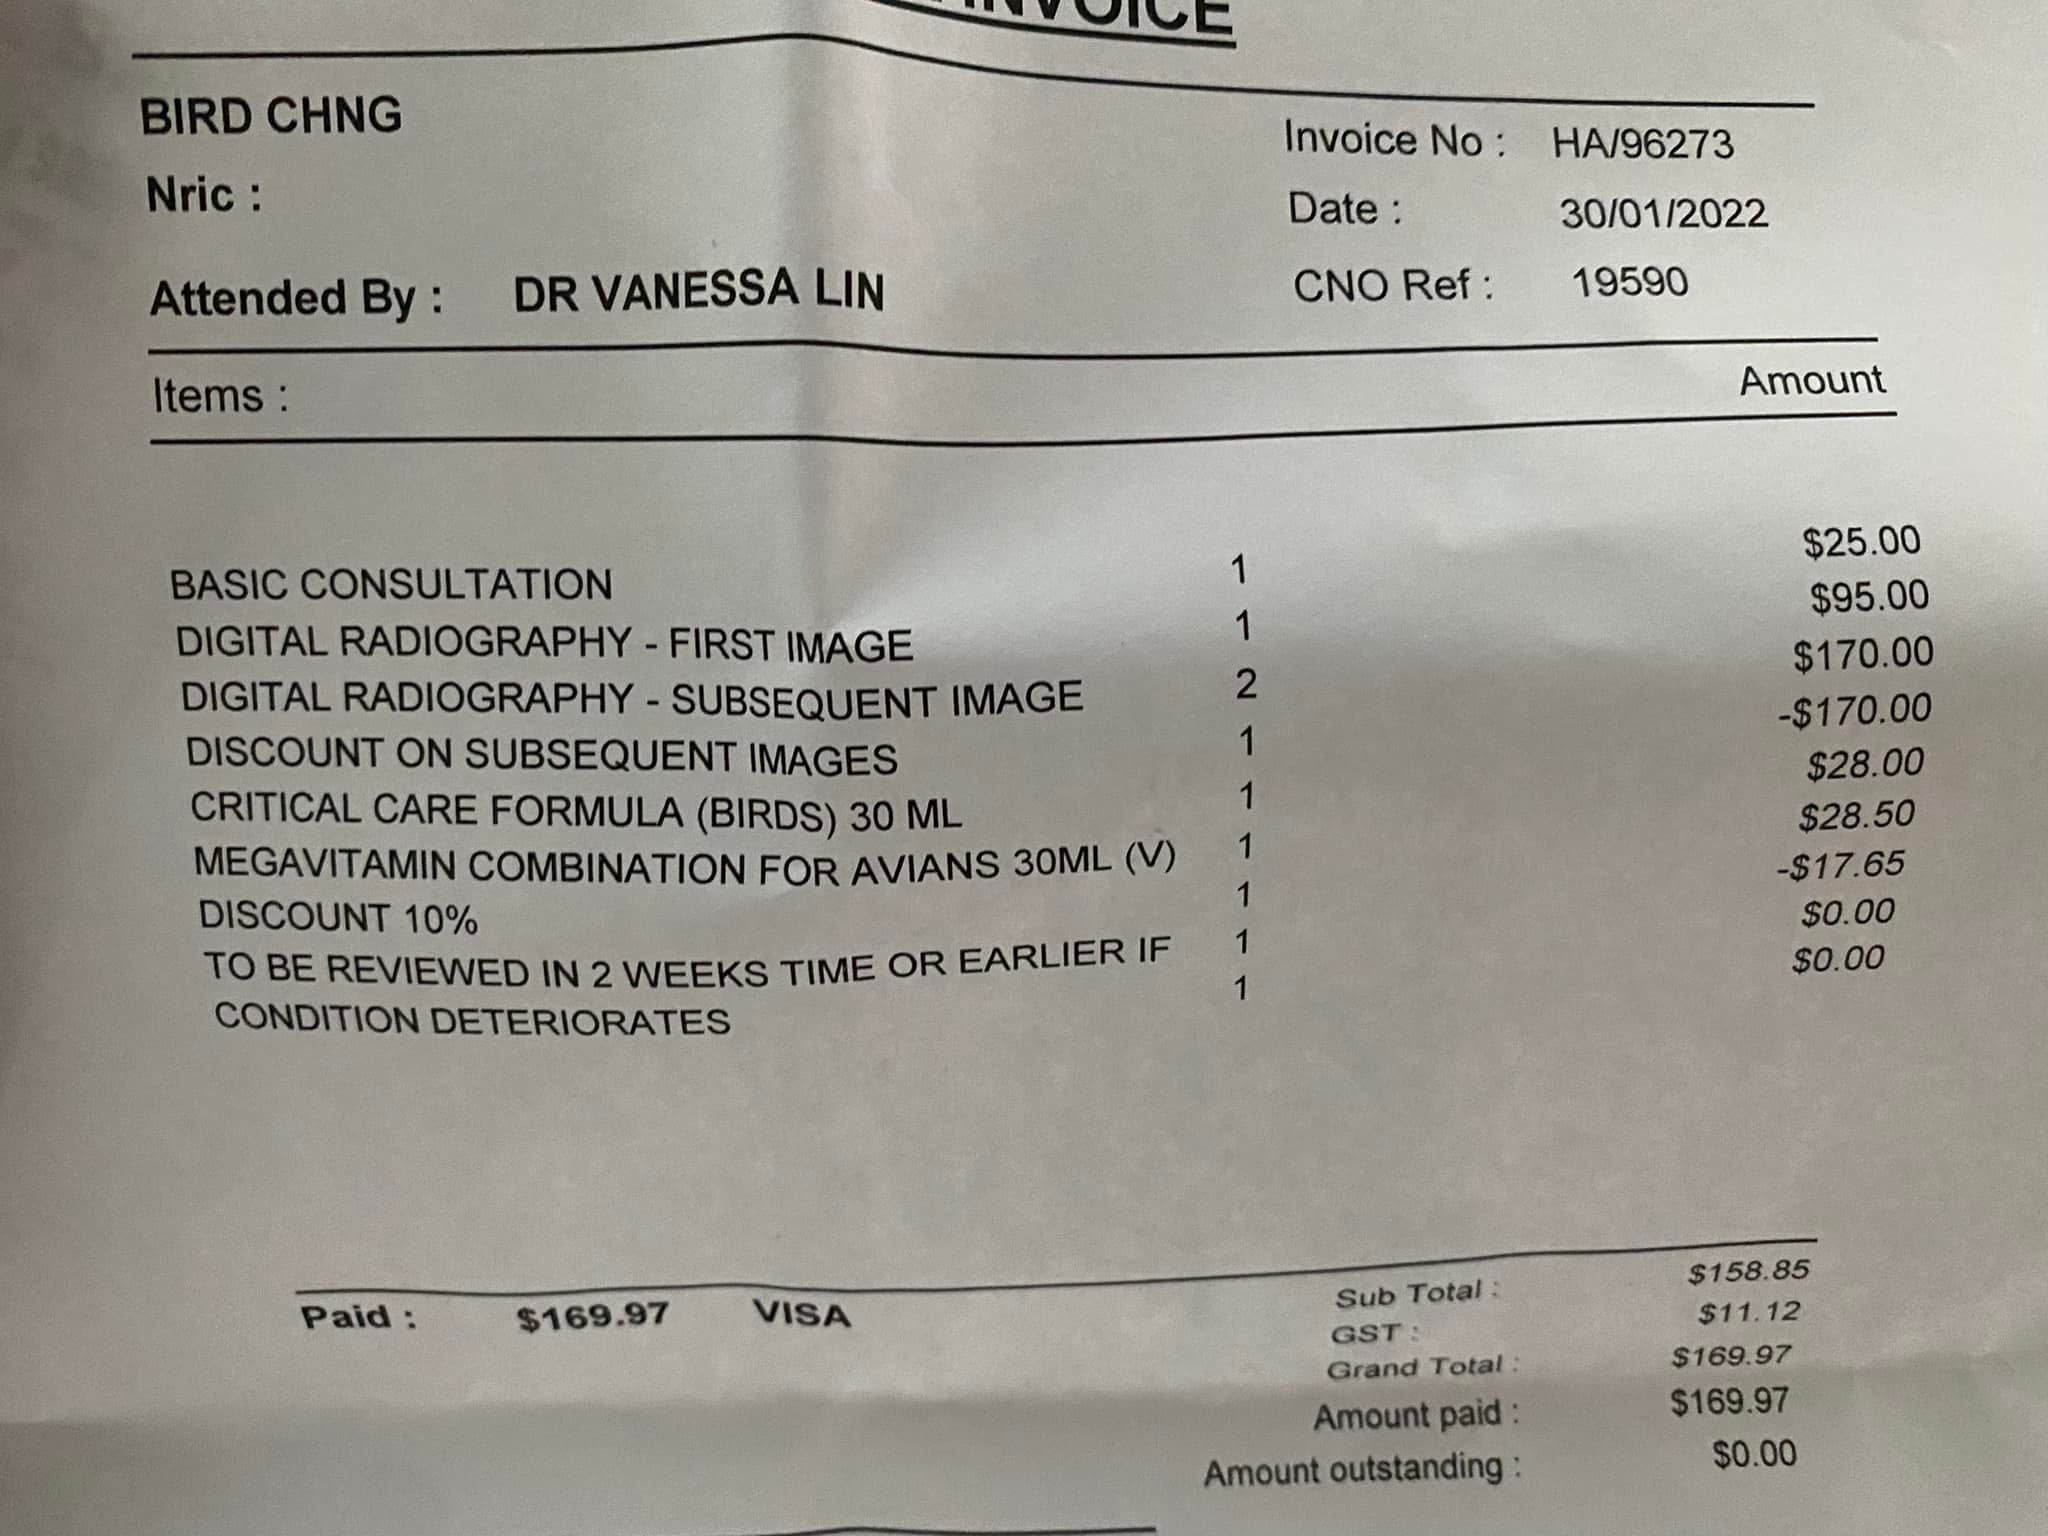 INVOICE
BIRD CHNG
Invoice No : HA/96273
Nric :
Date : 30/01/2022
Attended By : DR VANESSA LIN
CNO Ref : 19590
Items : Amount
BASIC CONSULTATION 1 $25.00
DIGITAL RADIOGRAPHY - FIRST IMAGE 1 $95.00
DIGITAL RADIOGRAPHY - SUBSEQUENT IMAGE 2 $170.00
DISCOUNT ON SUBSEQUENT IMAGES 1 -$170.00
CRITICAL CARE FORMULA (BIRDS) 30 ML 1 $28.00
MEGAVITAMIN COMBINATION FOR AVIANS 30ML (V) 1 $28.50
DISCOUNT 10% 1 -$17.65
TO BE REVIEWED IN 2 WEEKS TIME OR EARLIER IF 1 $0.00
CONDITION DETERIORATES 1 $0.00
Paid : $169.97 VISA
Sub Total : $158.85
GST : $11.12
Grand Total : $169.97
Amount paid : $169.97
Amount outstanding : $0.00